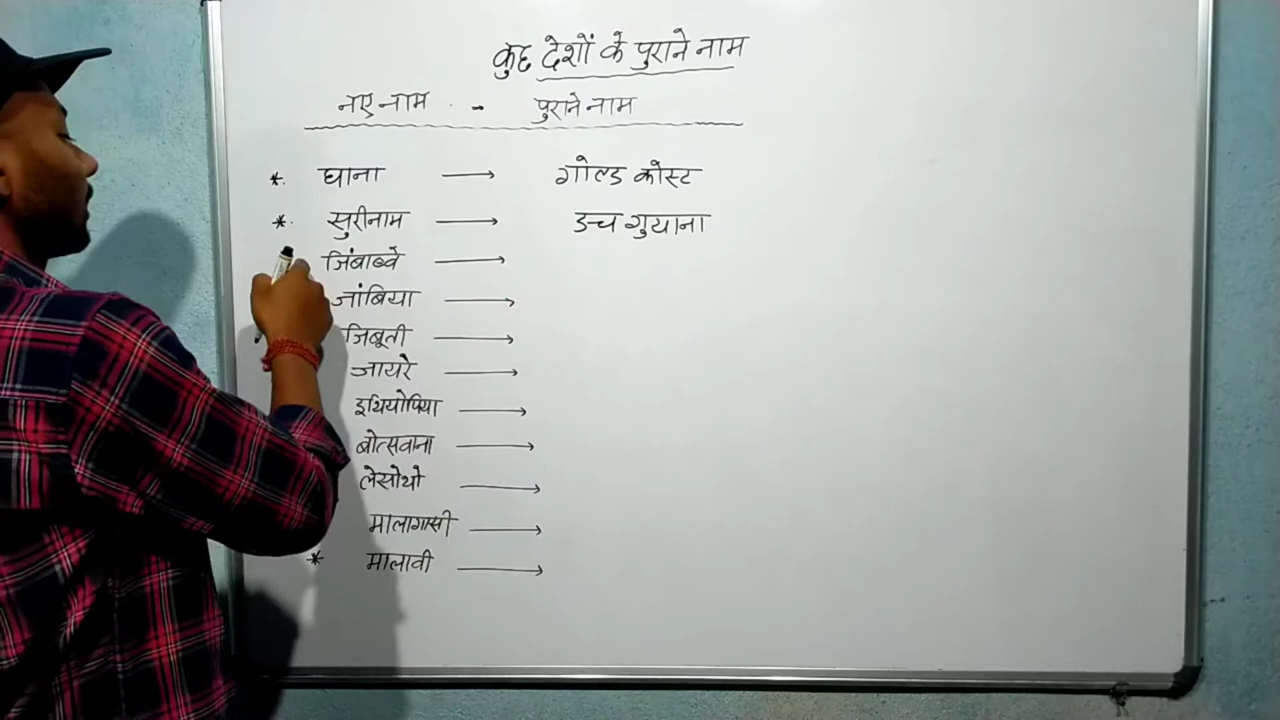 कुछ देशों के पुराने नाम
नए नाम - पुराने नाम
* घाना → गोल्ड कोस्ट
* सुरीनाम → डच गुयाना
जिंबाब्वे →
जांबिया →
जिबूती →
जायरे →
इथियोपिया →
बोत्सवाना →
लेसोथो →
मालागासी →
* मालावी →